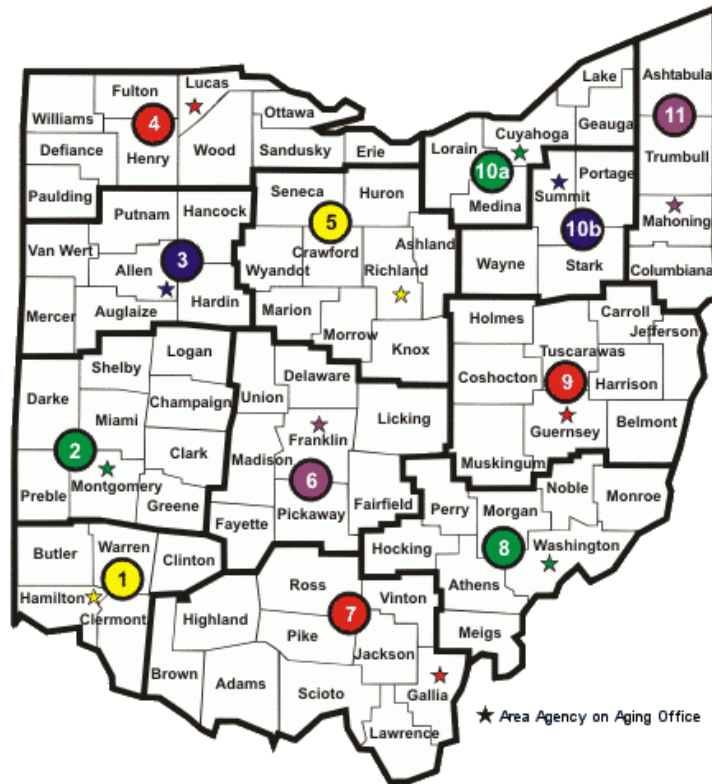 Ashtabula
Lake
Lucas
Fulton
Williams
4
Ottawa
Geauga
11
Cuyahoga
Lorain
Defiance
Henry
Wood
Sandusky
Erie
Trumbull
10a
Portage
Summit
Paulding
Seneca
Huron
Medina
Hancock
Putnam
Mahoning
5
10b
Ashland
Van Wert
Crawford
3
Wayne
Stark
Allen
Wyandot
Richland
Columbiana
Hardin
Mercer
Auglaize
Marion
Holmes
Carroll
Jefferson
Morrow
Knox
Logan
Shelby
Tuscarawas
Delaware
Coshocton
9
Harrison
Darke
Union
Champaign
Miami
Licking
Belmont
Guernsey
Franklin
2
Clark
Madison
Muskingum
6
Montgomery
Noble
Preble
Monroe
Greene
Fairfield
Perry
Morgan
Pickaway
Fayette
Washington
Warren
8
Butler
Hocking
Clinton
1
Ross
Athens
Hamilton
Vinton
7
Clermont
Highland
Pike
Meigs
Jackson
Brown
Adams
Scioto
Gallia
Area Agency on Aging Office
Lawrence